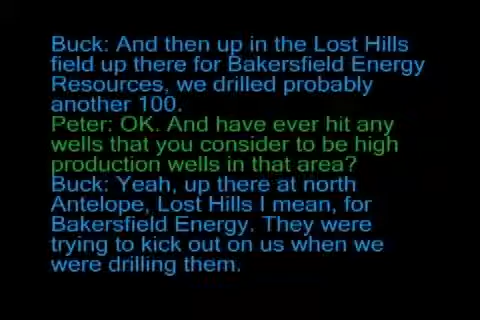 Buck: And then up in the Lost Hills
field up there for Bakersfield Energy
Resources, we drilled probably
another 100.
Peter: OK. And have ever hit any
wells that you consider to be high
production wells in that area?
Buck: Yeah, up there at north
Antelope, Lost Hills I mean, for
Bakersfield Energy. They were
trying to kick out on us when we
were drilling them.